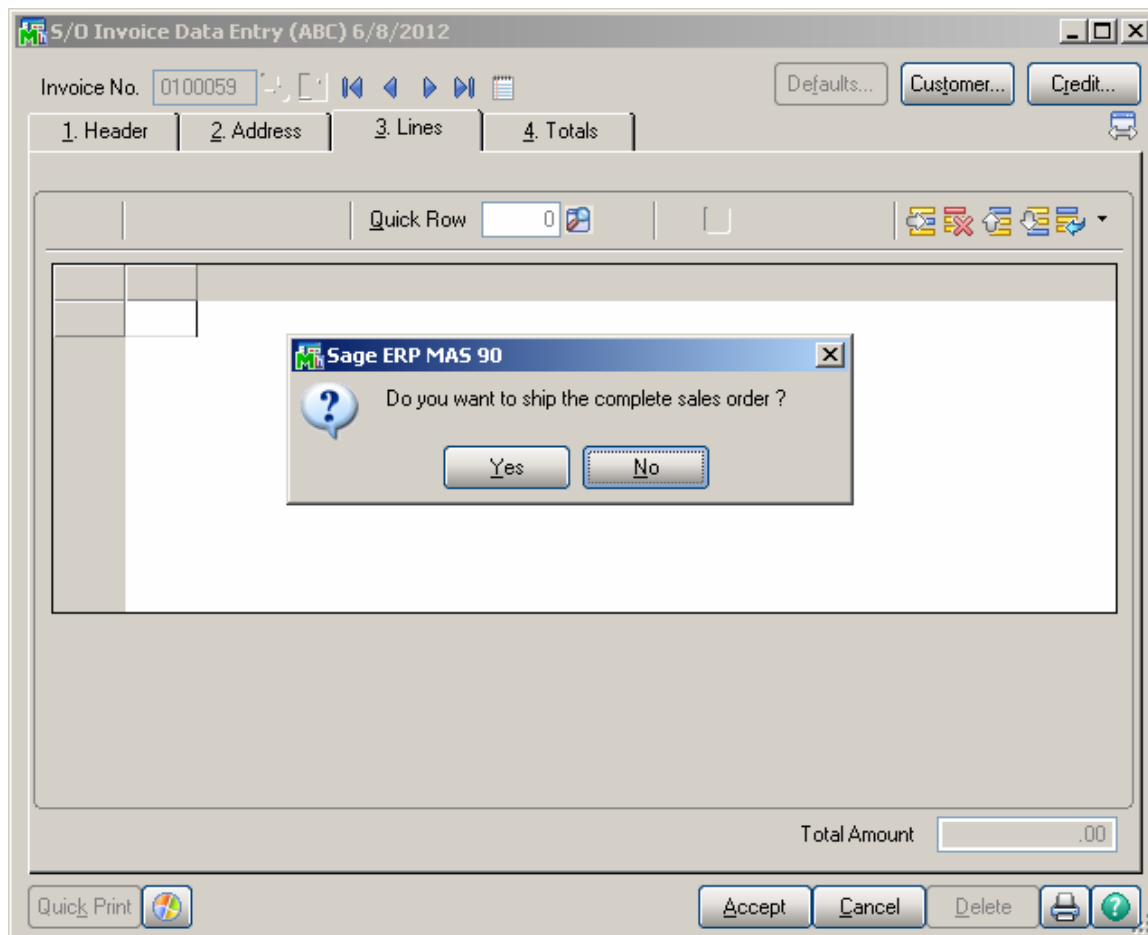 S/O Invoice Data Entry (ABC) 6/8/2012
Invoice No. 0100059 Defaults... Customer... Credit...
1. Header 2. Address 3. Lines 4. Totals
Quick Row 0
Sage ERP MAS 90
Do you want to ship the complete sales order ?
Yes No
Total Amount .00
Quick Print Accept Cancel Delete